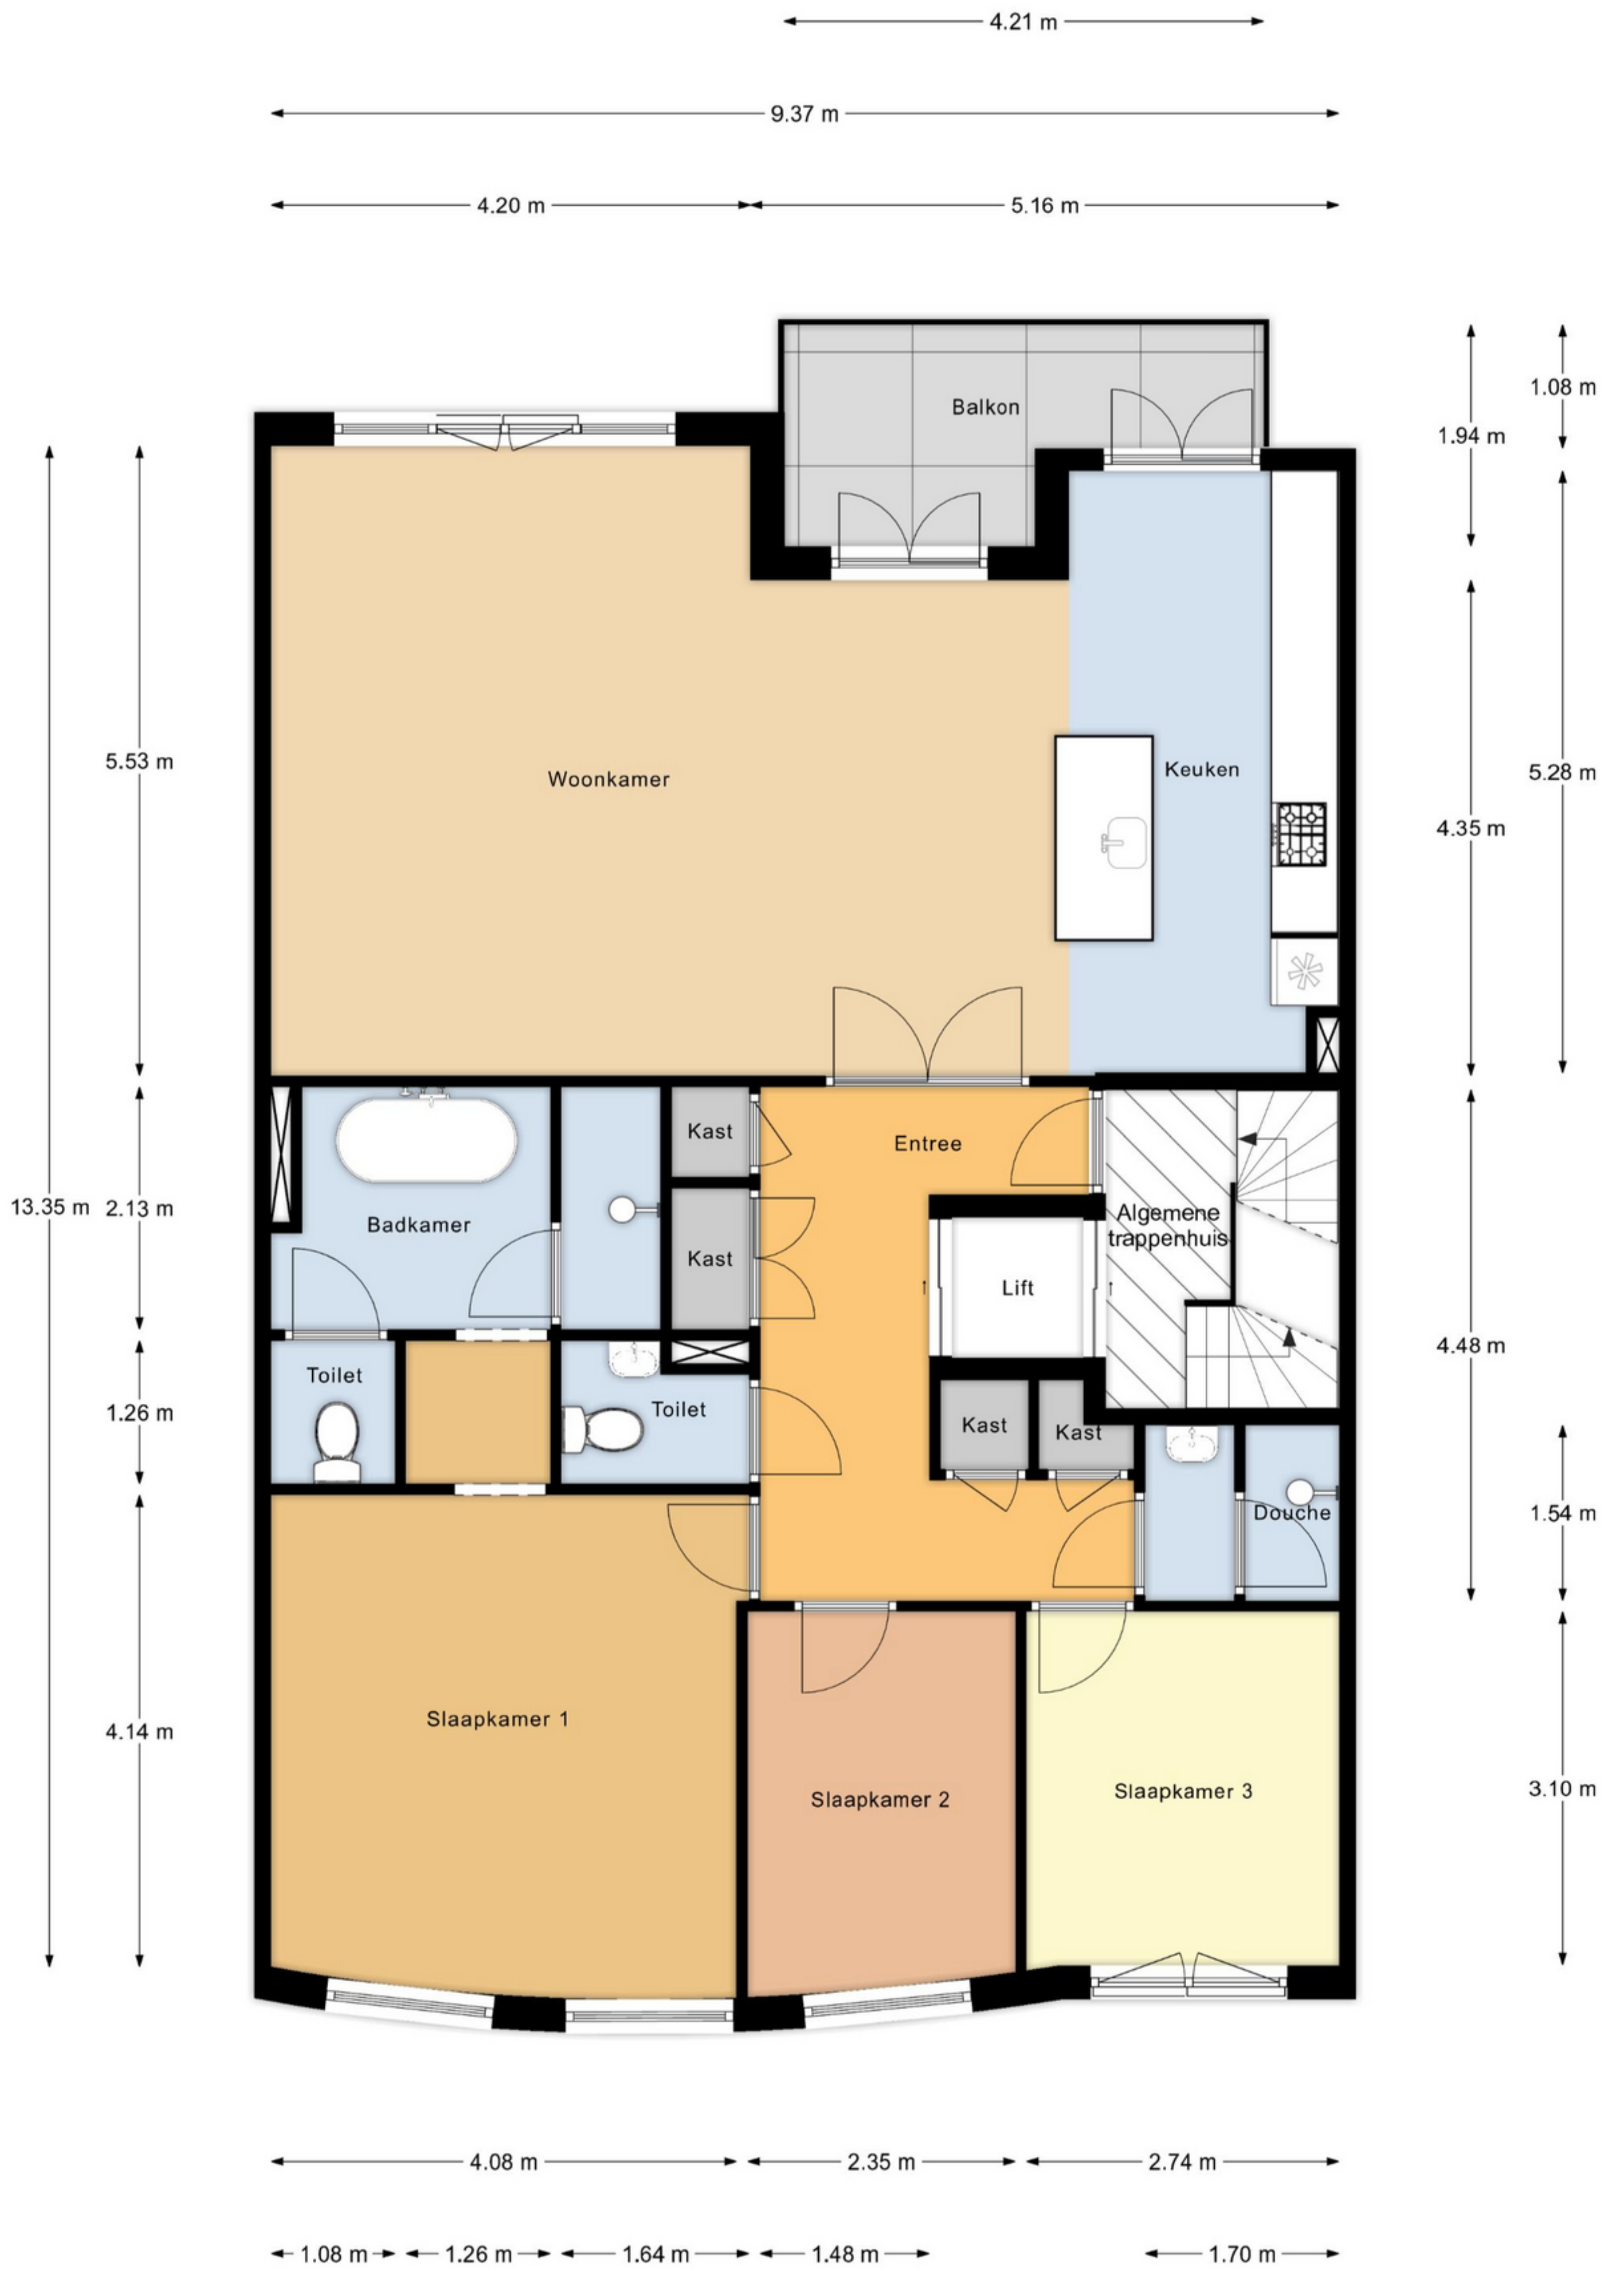 4.21 m
9.37 m
4.20 m
5.16 m
1.08 m
Balkon
1.94 m
5.53 m
Woonkamer
Keuken
5.28 m
4.35 m
Kast
Entree
13.35 m
2.13 m
Badkamer
Algemene
trappenhuis
Kast
Lift
4.48 m
Toilet
1.26 m
Toilet
Kast
Kast
Douche
1.54 m
Slaapkamer 1
4.14 m
Slaapkamer 2
Slaapkamer 3
3.10 m
4.08 m
2.35 m
2.74 m
1.08 m
1.26 m
1.64 m
1.48 m
1.70 m